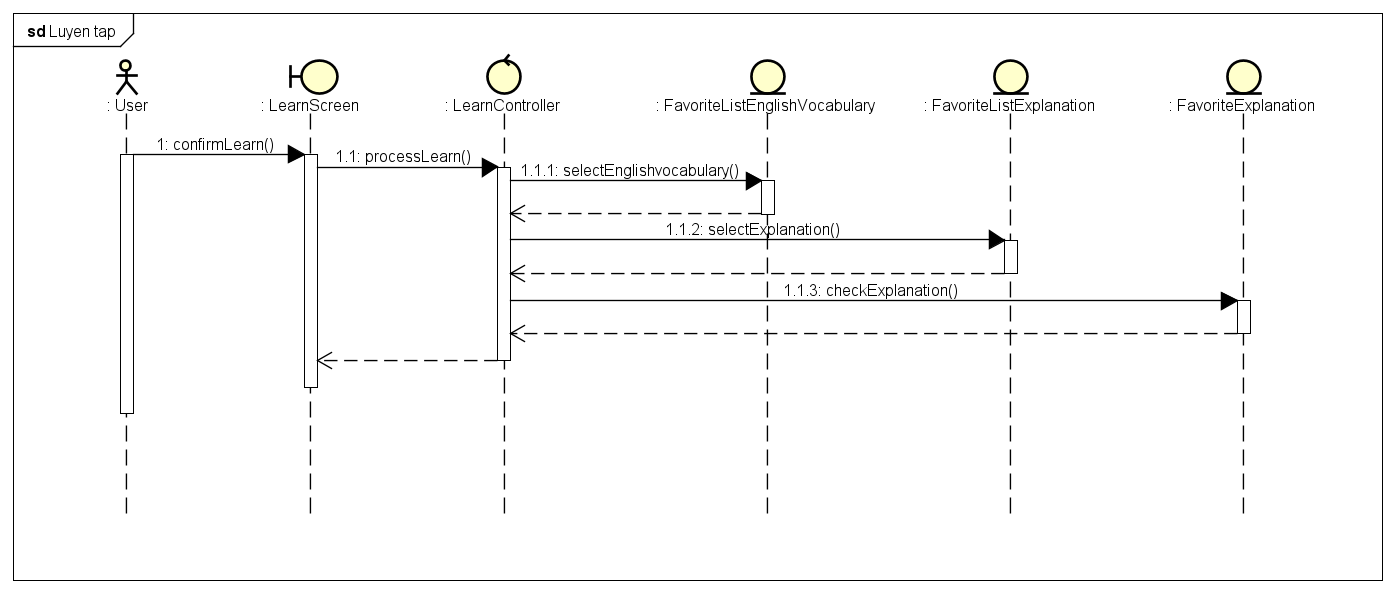 sd Luyen tap
: User
: LearnScreen
: LearnController
: FavoriteListEnglishVocabulary
: FavoriteListExplanation
: FavoriteExplanation
1: confirmLearn()
1.1: processLearn()
1.1.1: selectEnglishvocabulary()
1.1.2: selectExplanation()
1.1.3: checkExplanation()